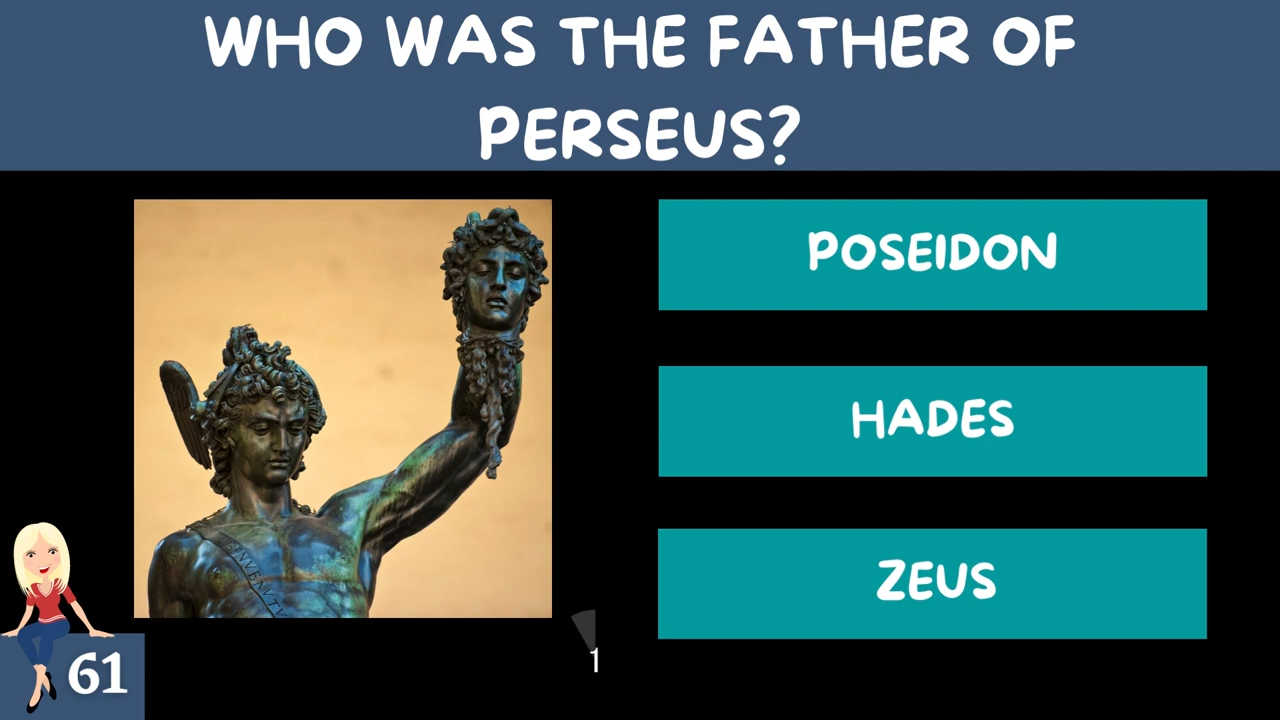 WHO WAS THE FATHER OF
PERSEUS?
POSEIDON
HADES
ZEUS
1
61